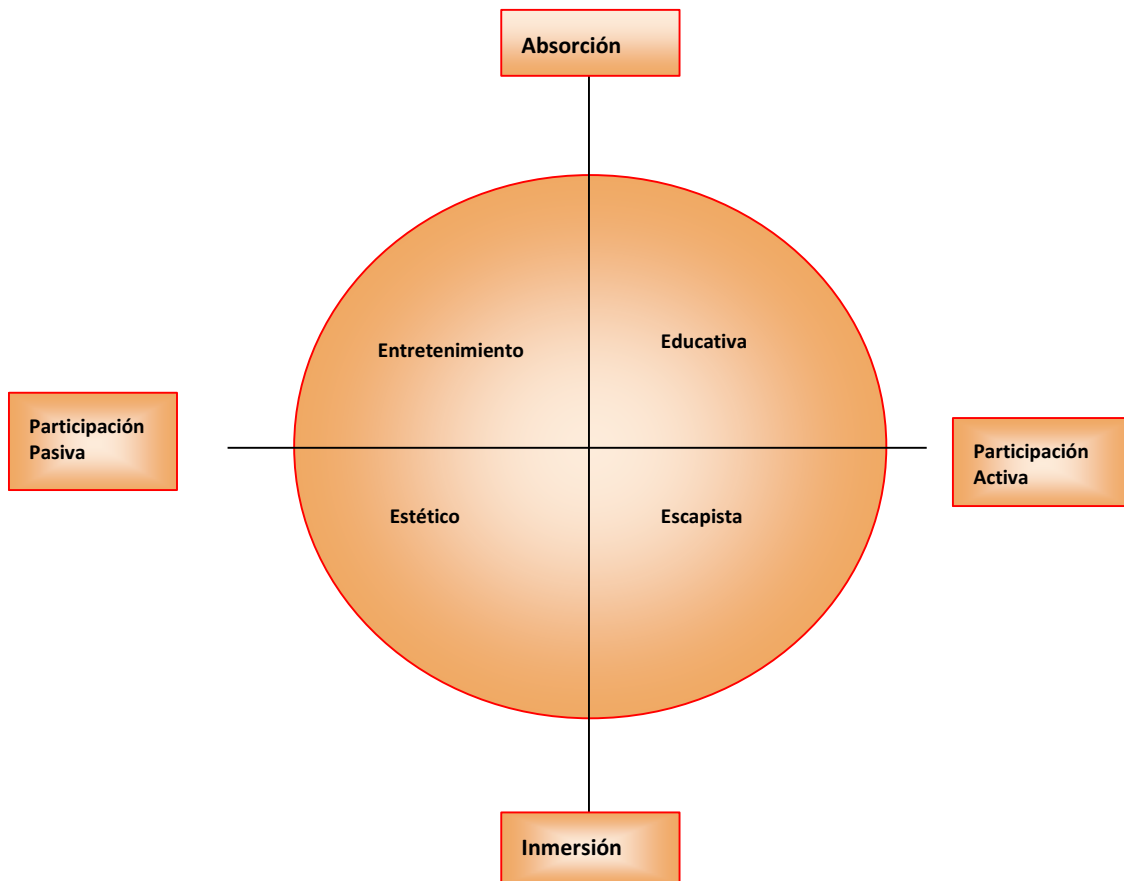 Absorción
Educativa
Entretenimiento
Participación
Pasiva
Participación
Activa
Estético
Escapista
Inmersión